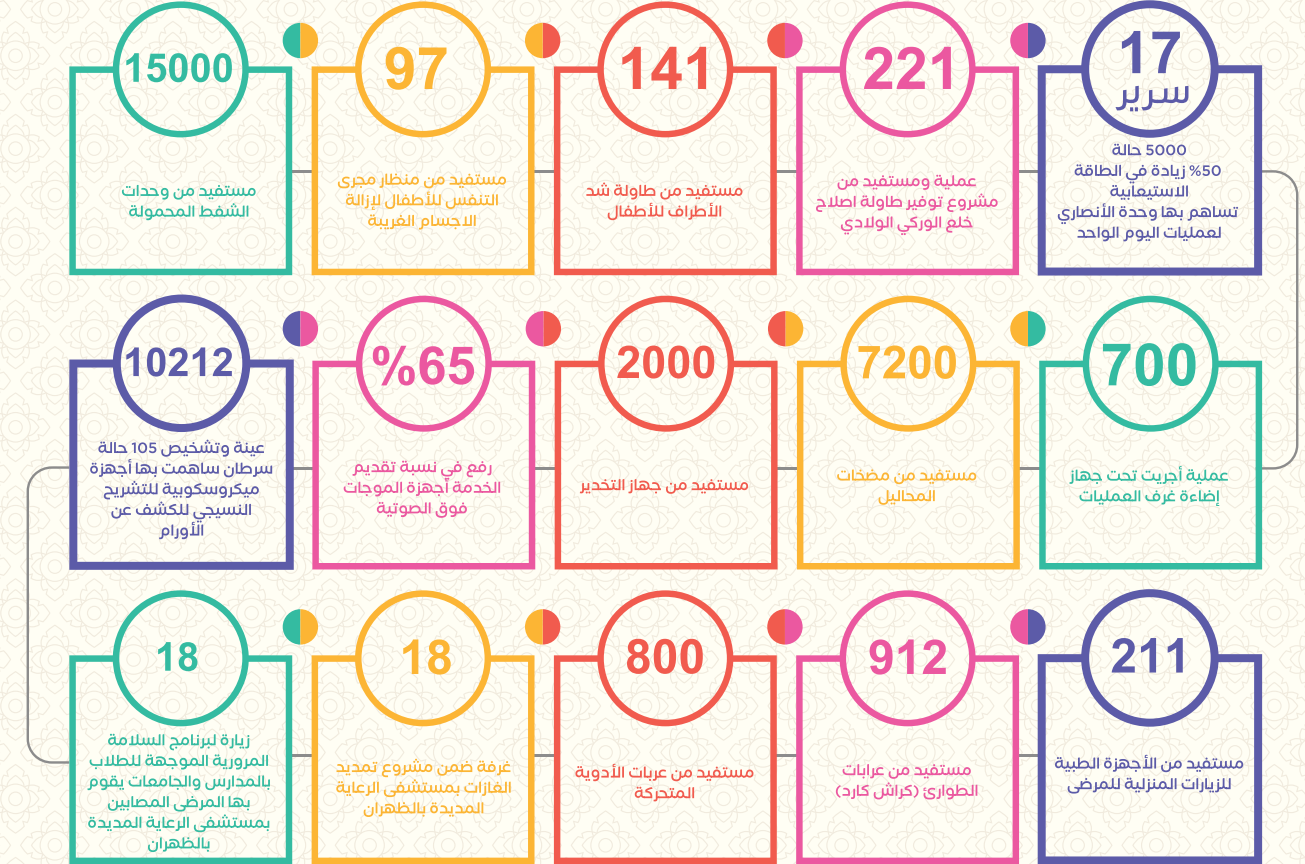 17
سرير
5000 حالة
50% زيادة في الطاقة
الاستيعابية
تساهم بها وحدة الأنصاري
لعمليات اليوم الواحد
221
عملية ومستفيد من
مشروع توفير طاولة اصلاح
خلع الوركي الولادي
141
مستفيد من طاولة شد
الأطراف للأطفال
97
مستفيد من منظار مجرى
التنفس للأطفال لإزالة
الاجسام الغريبة
15000
مستفيد من وحدات
الشفط المحمولة
700
عملية أجريت تحت جهاز
إضاءة غرف العمليات
7200
مستفيد من مضخات
المحاليل
2000
مستفيد من جهاز التخدير
%65
رفع في نسبة تقديم
الخدمة أجهزة الموجات
فوق الصوتية
10212
عينة وتشخيص 105 حالة
سرطان ساهمت بها أجهزة
ميكروسكوبية للتشريح
النسيجي للكشف عن
الأورام
211
مستفيد من الأجهزة الطبية
للزيارات المنزلية للمرضى
912
مستفيد من عرابات
الطوارئ (كراش كارد)
800
مستفيد من عربات الأدوية
المتحركة
18
غرفة ضمن مشروع تمديد
الغازات بمستشفى الرعاية
المديدة بالظهران
18
زيارة لبرنامج السلامة
المرورية الموجهة للطلاب
بالمدارس والجامعات يقوم
بها المرضى المصابين
بمستشفى الرعاية المديدة
بالظهران